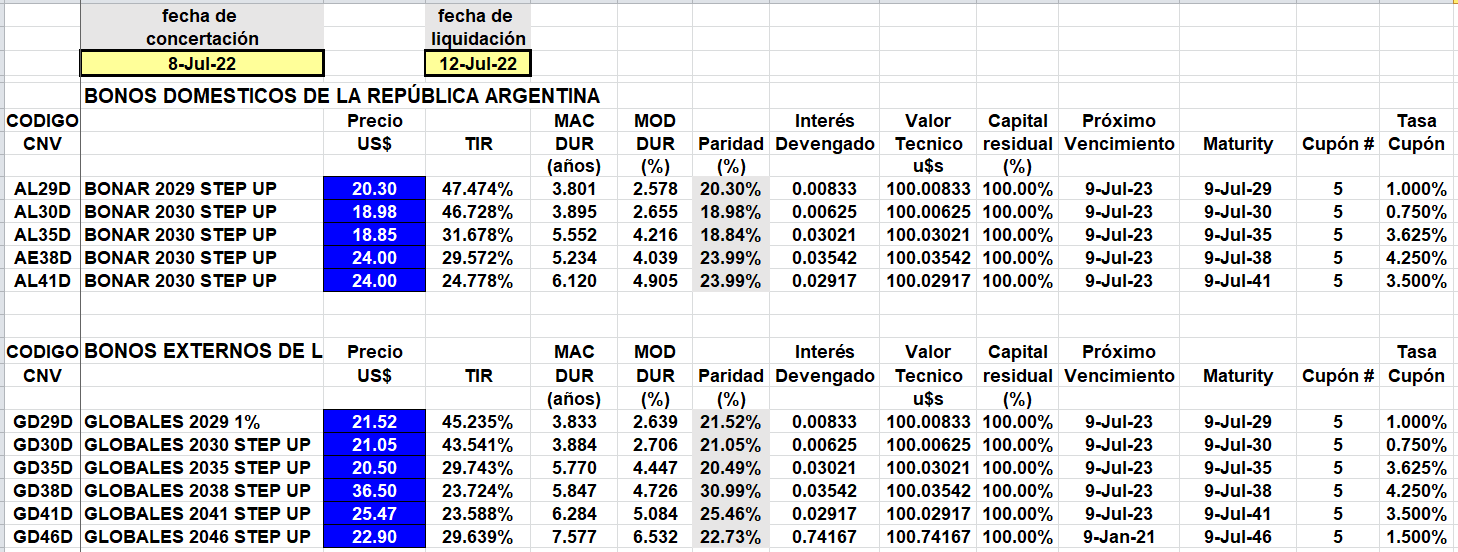 fecha de fecha de
concertación liquidación
8-Jul-22 12-Jul-22
BONOS DOMESTICOS DE LA REPÚBLICA ARGENTINA
CODIGO Precio MAC MOD Interés Valor Capital Próximo Tasa
CNV US$ TIR DUR DUR Paridad Devengado Tecnico residual Vencimiento Maturity Cupón # Cupón
(años) (%) (%) u$s (%)
AL29D BONAR 2029 STEP UP 20.30 47.474% 3.801 2.578 20.30% 0.00833 100.00833 100.00% 9-Jul-23 9-Jul-29 5 1.000%
AL30D BONAR 2030 STEP UP 18.98 46.728% 3.895 2.655 18.98% 0.00625 100.00625 100.00% 9-Jul-23 9-Jul-30 5 0.750%
AL35D BONAR 2030 STEP UP 18.85 31.678% 5.552 4.216 18.84% 0.03021 100.03021 100.00% 9-Jul-23 9-Jul-35 5 3.625%
AE38D BONAR 2030 STEP UP 24.00 29.572% 5.234 4.039 23.99% 0.03542 100.03542 100.00% 9-Jul-23 9-Jul-38 5 4.250%
AL41D BONAR 2030 STEP UP 24.00 24.778% 6.120 4.905 23.99% 0.02917 100.02917 100.00% 9-Jul-23 9-Jul-41 5 3.500%
CODIGO BONOS EXTERNOS DE L Precio MAC MOD Interés Valor Capital Próximo Tasa
CNV US$ TIR DUR DUR Paridad Devengado Tecnico residual Vencimiento Maturity Cupón # Cupón
(años) (%) (%) u$s (%)
GD29D GLOBALES 2029 1% 21.52 45.235% 3.833 2.639 21.52% 0.00833 100.00833 100.00% 9-Jul-23 9-Jul-29 5 1.000%
GD30D GLOBALES 2030 STEP UP 21.05 43.541% 3.884 2.706 21.05% 0.00625 100.00625 100.00% 9-Jul-23 9-Jul-30 5 0.750%
GD35D GLOBALES 2035 STEP UP 20.50 29.743% 5.770 4.447 20.49% 0.03021 100.03021 100.00% 9-Jul-23 9-Jul-35 5 3.625%
GD38D GLOBALES 2038 STEP UP 36.50 23.724% 5.847 4.726 30.99% 0.03542 100.03542 100.00% 9-Jul-23 9-Jul-38 5 4.250%
GD41D GLOBALES 2041 STEP UP 25.47 23.588% 6.284 5.084 25.46% 0.02917 100.02917 100.00% 9-Jul-23 9-Jul-41 5 3.500%
GD46D GLOBALES 2046 STEP UP 22.90 29.639% 7.577 6.532 22.73% 0.74167 100.74167 100.00% 9-Jan-21 9-Jul-46 5 1.500%